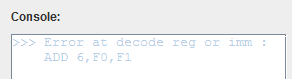 Console:
>>> Error at decode reg or imm :
ADD 6,F0,F1